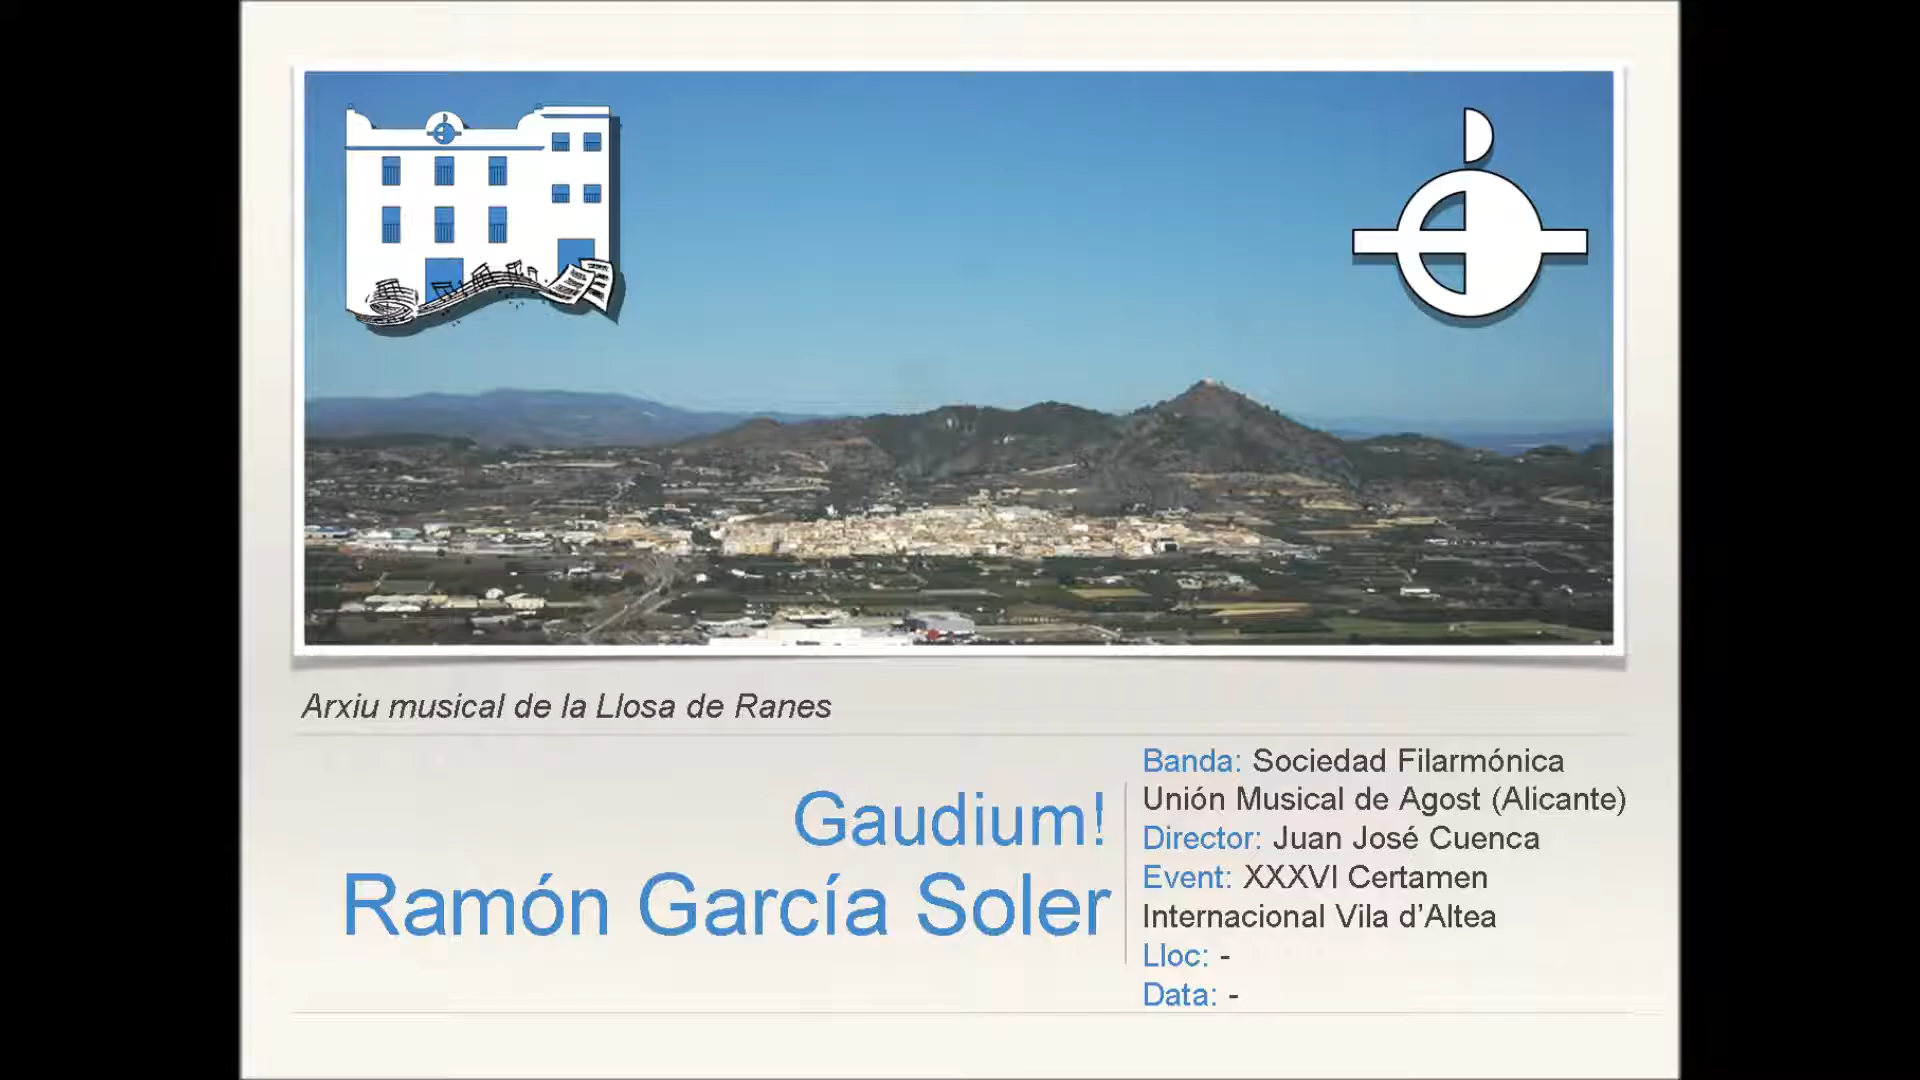 Arxiu musical de la Llosa de Ranes
Gaudium!
Ramón García Soler
Banda: Sociedad Filarmónica
Unión Musical de Agost (Alicante)
Director: Juan José Cuenca
Event: XXXVI Certamen
Internacional Vila d’Altea
Lloc: -
Data: -